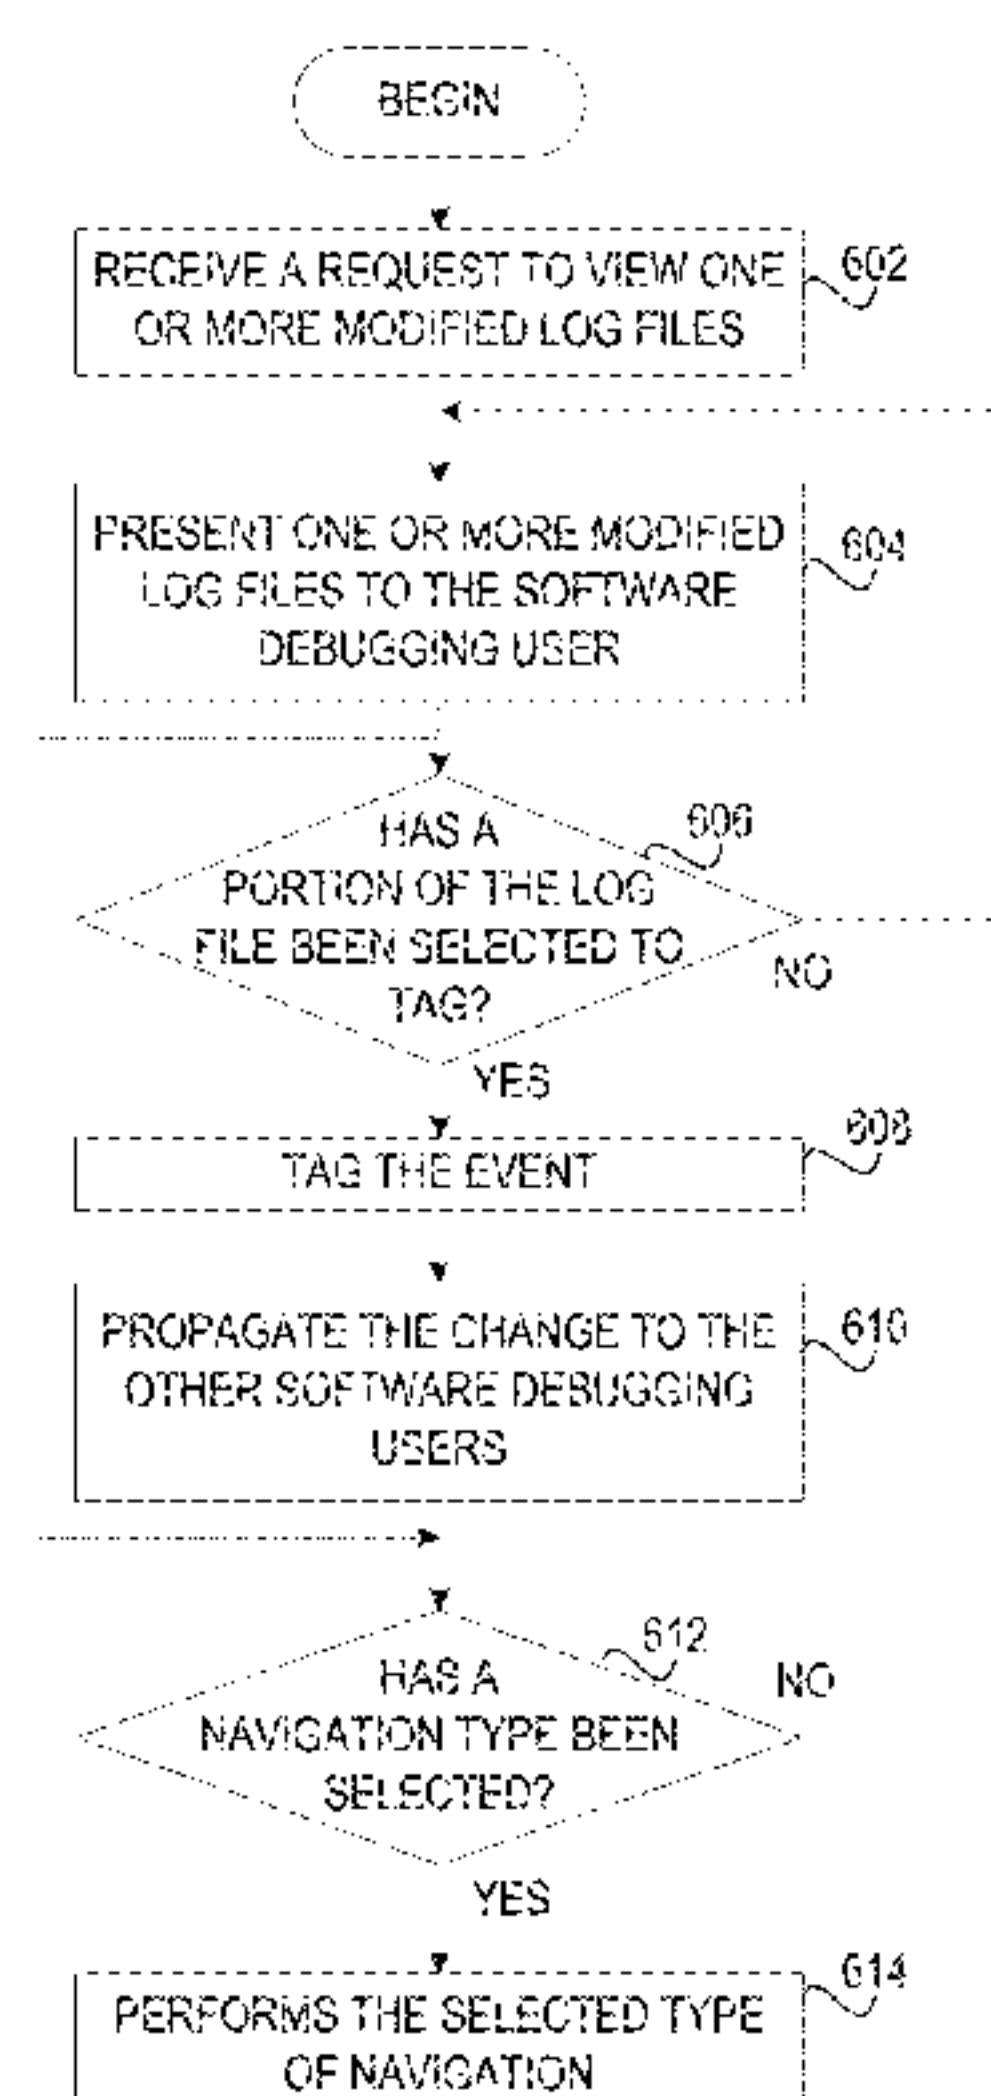 BEGIN
RECEIVE A REQUEST TO VIEW ONE
OR MORE MODIFIED LOG FILES
602
PRESENT ONE OR MORE MODIFIED
LOG FILES TO THE SOFTWARE
DEBUGGING USER
604
HAS A
PORTION OF THE LOG
FILE BEEN SELECTED TO
TAG?
606
NO
YES
TAG THE EVENT
608
PROPAGATE THE CHANGE TO THE
OTHER SOFTWARE DEBUGGING
USERS
610
HAS A
NAVIGATION TYPE BEEN
SELECTED?
612
NO
YES
PERFORMS THE SELECTED TYPE
OF NAVIGATION
614